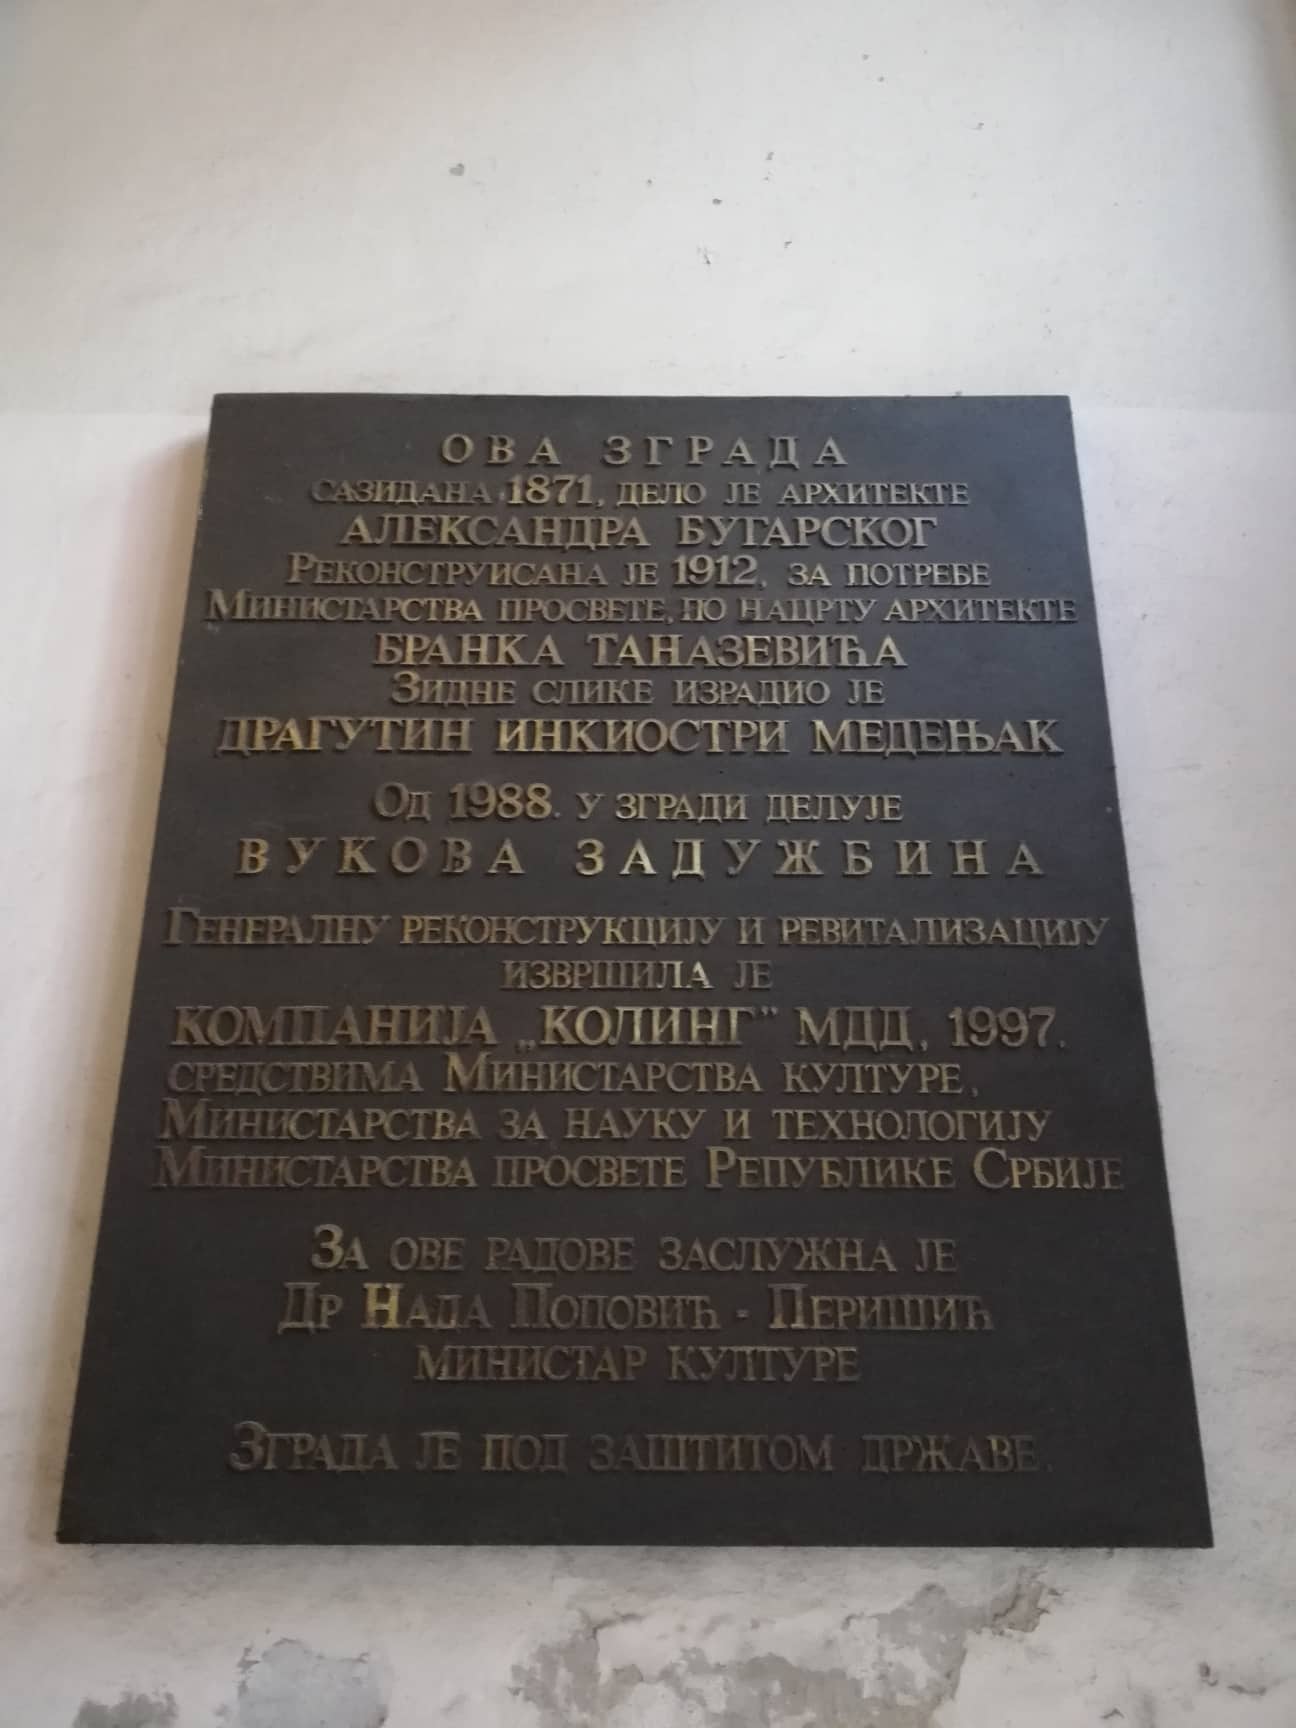 ОВА ЗГРАДА
САЗИДАНА 1871, ДЕЛО ЈЕ АРХИТЕКТЕ
АЛЕКСАНДРА БУГАРСКОГ
РЕКОНСТРУИСАНА ЈЕ 1912, ЗА ПОТРЕБЕ
МИНИСТАРСТВА ПРОСВЕТЕ, ПО НАЦРТУ АРХИТЕКТЕ
БРАНКА ТАНАЗЕВИЋА
ЗИДНЕ СЛИКЕ ИЗРАДИО ЈЕ
ДРАГУТИН ИНКИОСТРИ МЕДЕЊАК
ОД 1988. У ЗГРАДИ ДЕЛУЈЕ
ВУКОВА ЗАДУЖБИНА
ГЕНЕРАЛНУ РЕКОНСТРУКЦИЈУ И РЕВИТАЛИЗАЦИЈУ
ИЗВРШИЛА ЈЕ
КОМПАНИЈА „КОЛИНГ" МДД, 1997.
СРЕДСТВИМА МИНИСТАРСТВА КУЛТУРЕ,
МИНИСТАРСТВА ЗА НАУКУ И ТЕХНОЛОГИЈУ
МИНИСТАРСТВА ПРОСВЕТЕ РЕПУБЛИКЕ СРБИЈЕ
ЗА ОВЕ РАДОВЕ ЗАСЛУЖНА ЈЕ
ДР НАДА ПОПОВИЋ - ПЕРИШИЋ
МИНИСТАР КУЛТУРЕ
ЗГРАДА ЈЕ ПОД ЗАШТИТОМ ДРЖАВЕ.